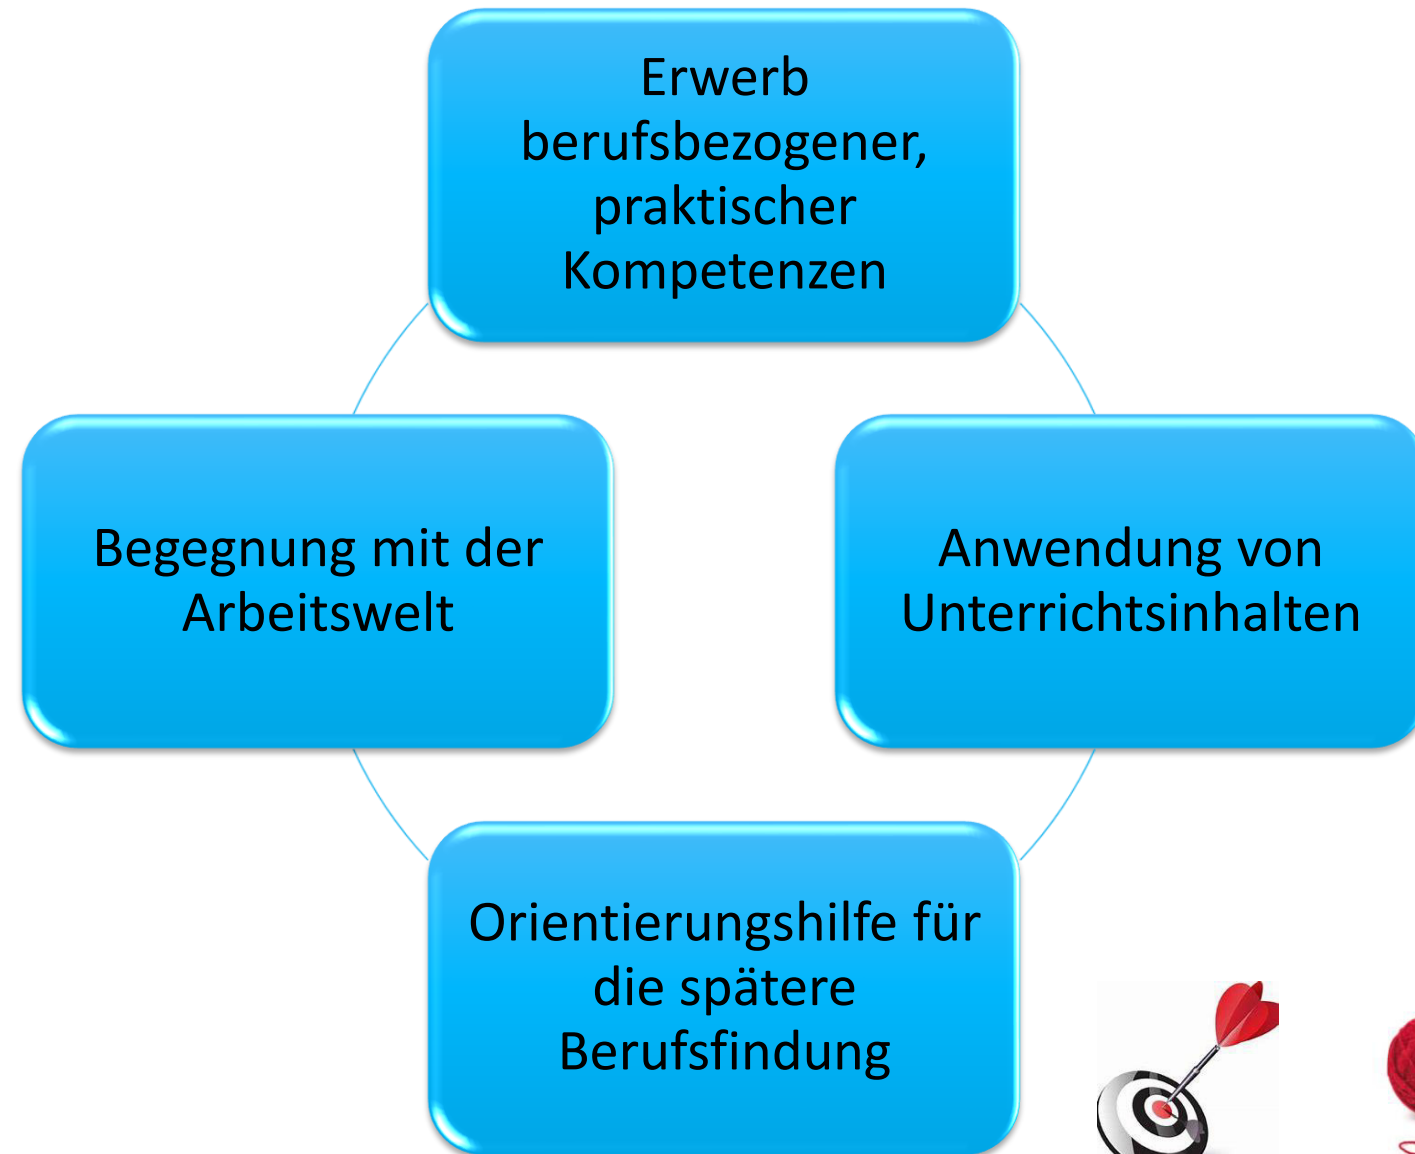 Erwerb
berufsbezogener,
praktischer
Kompetenzen
Begegnung mit der
Arbeitswelt
Anwendung von
Unterrichtsinhalten
Orientierungshilfe für
die spätere
Berufsfindung